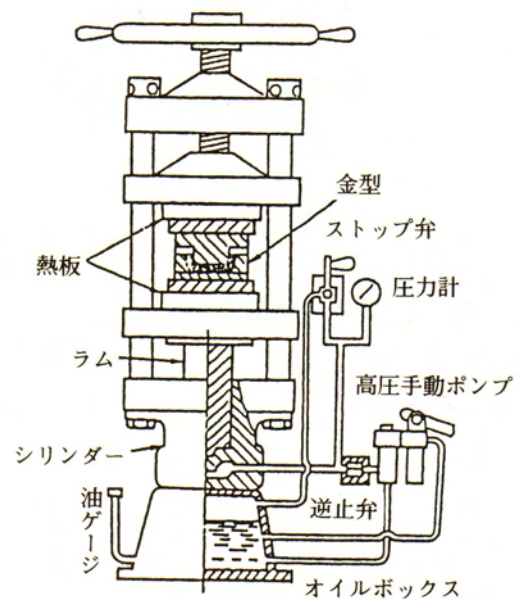 金型
ストップ弁
熱板
圧力計
ラム
高圧手動ポンプ
シリンダー
油ゲージ
逆止弁
オイルボックス